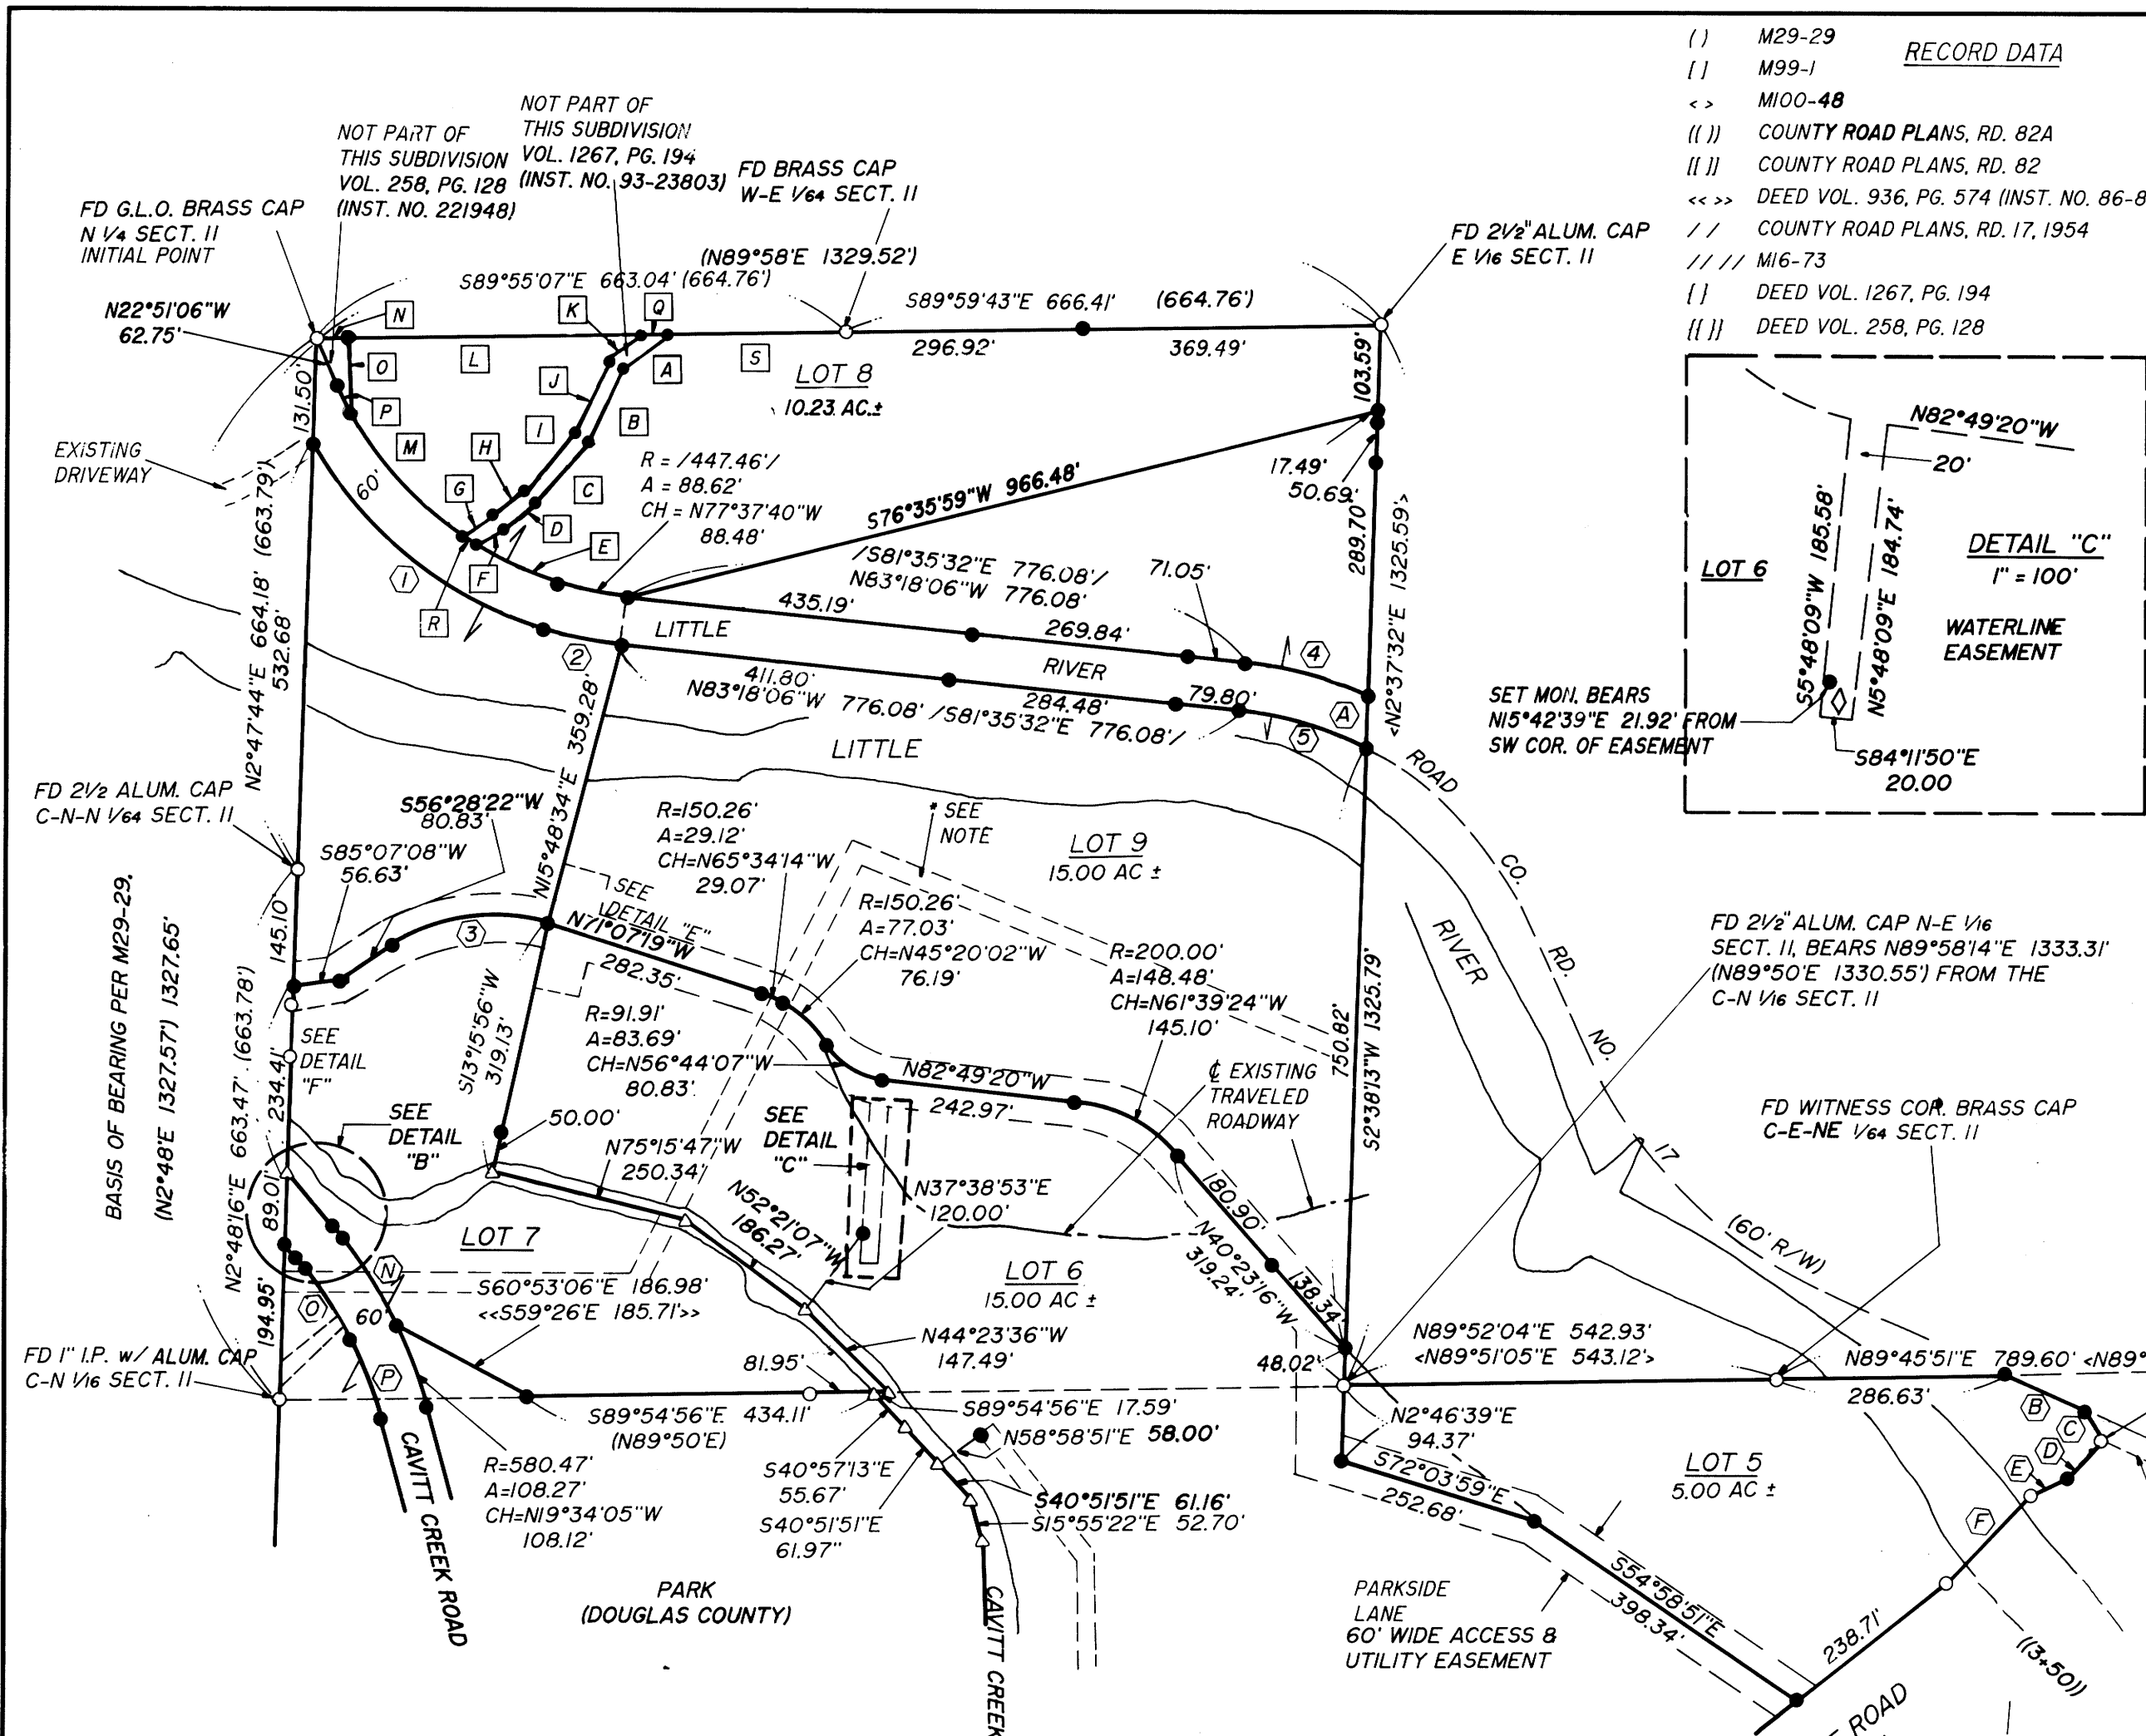 ( ) M29-29
RECORD DATA
[ ] M99-1
< > M100-48
(( )) COUNTY ROAD PLANS, RD. 82A
[[ ]] COUNTY ROAD PLANS, RD. 82
<< >> DEED VOL. 936, PG. 574 (INST. NO. 86-8
/ / COUNTY ROAD PLANS, RD. 17, 1954
// // M16-73
{ } DEED VOL. 1267, PG. 194
{{ }} DEED VOL. 258, PG. 128
NOT PART OF
THIS SUBDIVISION
VOL. 1267, PG. 194
(INST. NO. 93-23803)
NOT PART OF
THIS SUBDIVISION
VOL. 258, PG. 128
(INST. NO. 221948)
FD BRASS CAP
W-E 1/64 SECT. 11
FD G.L.O. BRASS CAP
N 1/4 SECT. 11
INITIAL POINT
FD 2 1/2" ALUM. CAP
E 1/16 SECT. 11
(N89°58'E 1329.52')
S89°55'07"E 663.04' (664.76')
S89°59'43"E 666.41' (664.76')
N22°51'06"W
62.75'
N
K
Q
O
L
S
296.92'
369.49'
J
A
P
LOT 8
10.23 AC.±
103.59'
131.50'
M
I
B
H
EXISTING
DRIVEWAY
60'
G
C
R = /447.46'/
A = 88.62'
CH = N77°37'40"W
88.48'
S76°35'59"W 966.48'
17.49'
50.69'
D
E
F
R
1
/S81°35'32"E 776.08'/
N83°18'06"W 776.08'
71.05'
289.70'
<N2°37'32"E 1325.59'>
435.19'
269.84'
LITTLE
RIVER
4
2
411.80'
N83°18'06"W 776.08' /S81°35'32"E 776.08'/
284.48'
79.80'
A
5
N2°47'44"E 664.18' (663.79')
532.68'
LITTLE
N82°49'20"W
20'
S5°48'09"W 185.58'
N5°48'09"E 184.74'
LOT 6
DETAIL "C"
1" = 100'
WATERLINE
EASEMENT
SET MON. BEARS
N15°42'39"E 21.92' FROM
SW COR. OF EASEMENT
S84°11'50"E
20.00
FD 2 1/2 ALUM. CAP
C-N-N 1/64 SECT. 11
S56°28'22"W
80.83'
S85°07'08"W
56.63'
N15°48'34"E 359.28'
R=150.26'
A=29.12'
CH=N65°34'14"W
29.07'
* SEE
NOTE
LOT 9
15.00 AC ±
ROAD
CO.
RD.
NO.
17
(60' R/W)
RIVER
BASIS OF BEARING PER M29-29.
(N2°48'E 1327.57') 1327.65'
145.10'
3
SEE
DETAIL "E"
N71°07'19"W
282.35'
R=150.26'
A=77.03'
CH=N45°20'02"W
76.19'
R=200.00'
A=148.48'
CH=N61°39'24"W
145.10'
FD 2 1/2" ALUM. CAP N-E 1/16
SECT. 11, BEARS N89°58'14"E 1333.31'
(N89°50'E 1330.55') FROM THE
C-N 1/16 SECT. 11
SEE
DETAIL
"F"
S13°15'56"W
319.13'
R=91.91'
A=83.69'
CH=N56°44'07"W
80.83'
N82°49'20"W
242.97'
℄ EXISTING
TRAVELED
ROADWAY
750.82'
S2°38'13"W 1325.79'
N2°48'16"E 663.47' (663.78')
234.41'
SEE
DETAIL
"B"
50.00'
SEE
DETAIL
"C"
N75°15'47"W
250.34'
FD WITNESS COR. BRASS CAP
C-E-NE 1/64 SECT. 11
89.01'
N52°21'07"W
186.27'
N37°38'53"E
120.00'
180.90'
N40°23'16"W
319.24'
138.34'
LOT 7
N
LOT 6
15.00 AC ±
S60°53'06"E 186.98'
<<S59°26'E 185.71'>>
O
60'
194.95'
P
N44°23'36"W
147.49'
81.95'
48.02'
N89°52'04"E 542.93'
<N89°51'05"E 543.12'>
N89°45'51"E 789.60' <N89°
286.63'
FD 1" I.P. w/ ALUM. CAP
C-N 1/16 SECT. 11
S89°54'56"E 434.11'
(N89°50'E)
S89°54'56"E 17.59'
N58°58'51"E 58.00'
N2°46'39"E
94.37'
B
C
D
E
F
CAVITT CREEK ROAD
R=580.47'
A=108.27'
CH=N19°34'05"W
108.12'
S40°57'13"E
55.67'
S40°51'51"E
61.97"
S40°51'51"E 61.16'
S15°55'22"E 52.70'
S72°03'59"E
252.68'
LOT 5
5.00 AC ±
PARK
(DOUGLAS COUNTY)
CAVITT CREEK
PARKSIDE
LANE
60' WIDE ACCESS &
UTILITY EASEMENT
S54°58'51"E
398.34'
238.71'
((3+50))
ROAD